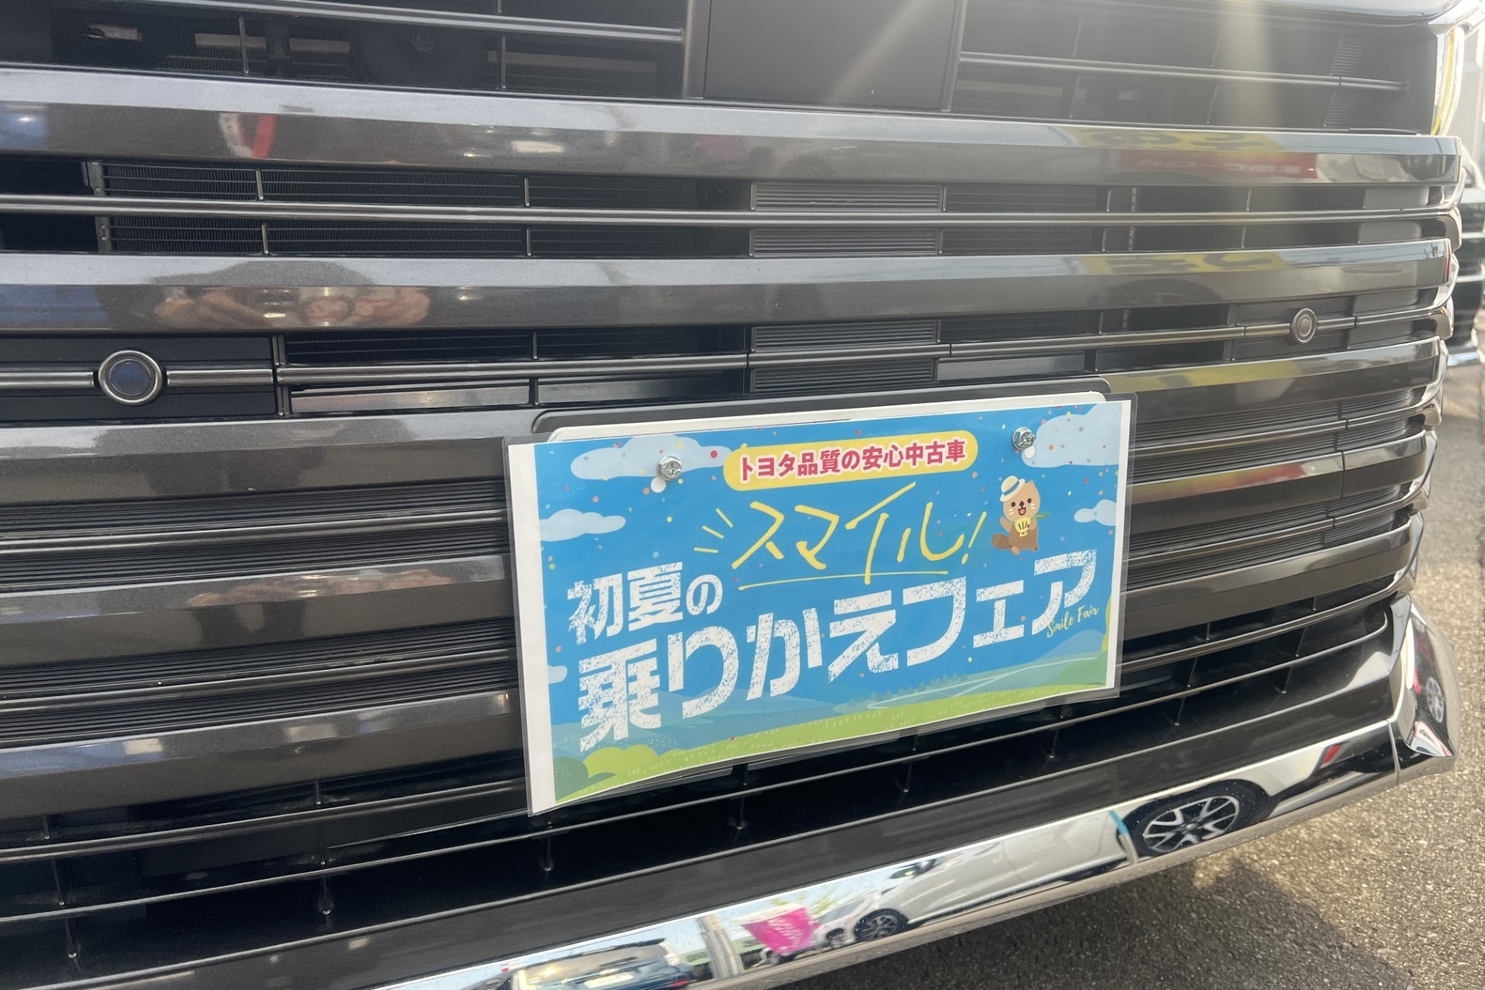 トヨタ品質の安心中古車
スマイル!
初夏の
乗りかえフェア
Smile Fair